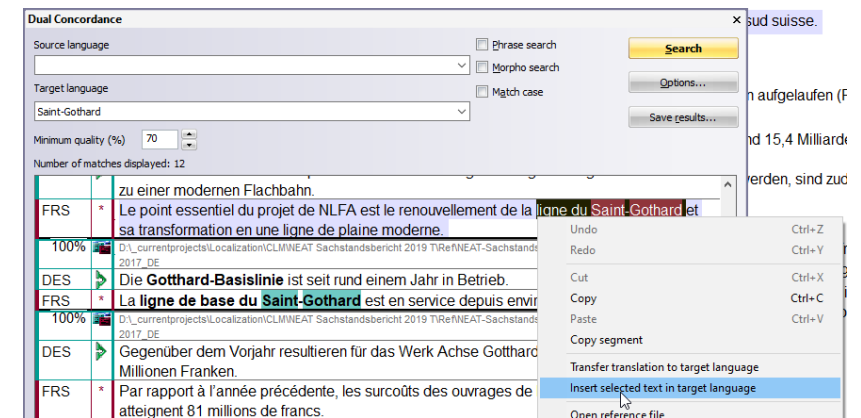 Dual Concordance
Source language
Phrase search
Search
Morpho search
Target language
Match case
Options...
Saint-Gothard
Save results...
Minimum quality (%) 70
Number of matches displayed: 12
zu einer modernen Flachbahn.
FRS * Le point essentiel du projet de NLFA est le renouvellement de la ligne du Saint-Gothard et
sa transformation en une ligne de plaine moderne.
100% D:\_currentprojects\Localization\CLM\NEAT Sachstandsbericht 2019 T\Ref\NEAT-Sachstands
2017_DE
DES Die Gotthard-Basislinie ist seit rund einem Jahr in Betrieb.
FRS * La ligne de base du Saint-Gothard est en service depuis envir
100% D:\_currentprojects\Localization\CLM\NEAT Sachstandsbericht 2019 T\Ref\NEAT-Sachstands
2017_DE
DES Gegenüber dem Vorjahr resultieren für das Werk Achse Gotthard
Millionen Franken.
FRS * Par rapport à l'année précédente, les surcoûts des ouvrages de
atteignent 81 millions de francs.
Undo Ctrl+Z
Redo Ctrl+Y
Cut Ctrl+X
Copy Ctrl+C
Paste Ctrl+V
Copy segment
Transfer translation to target language
Insert selected text in target language
Open reference file
sud suisse.
n aufgelaufen (
nd 15,4 Milliard
erden, sind zud